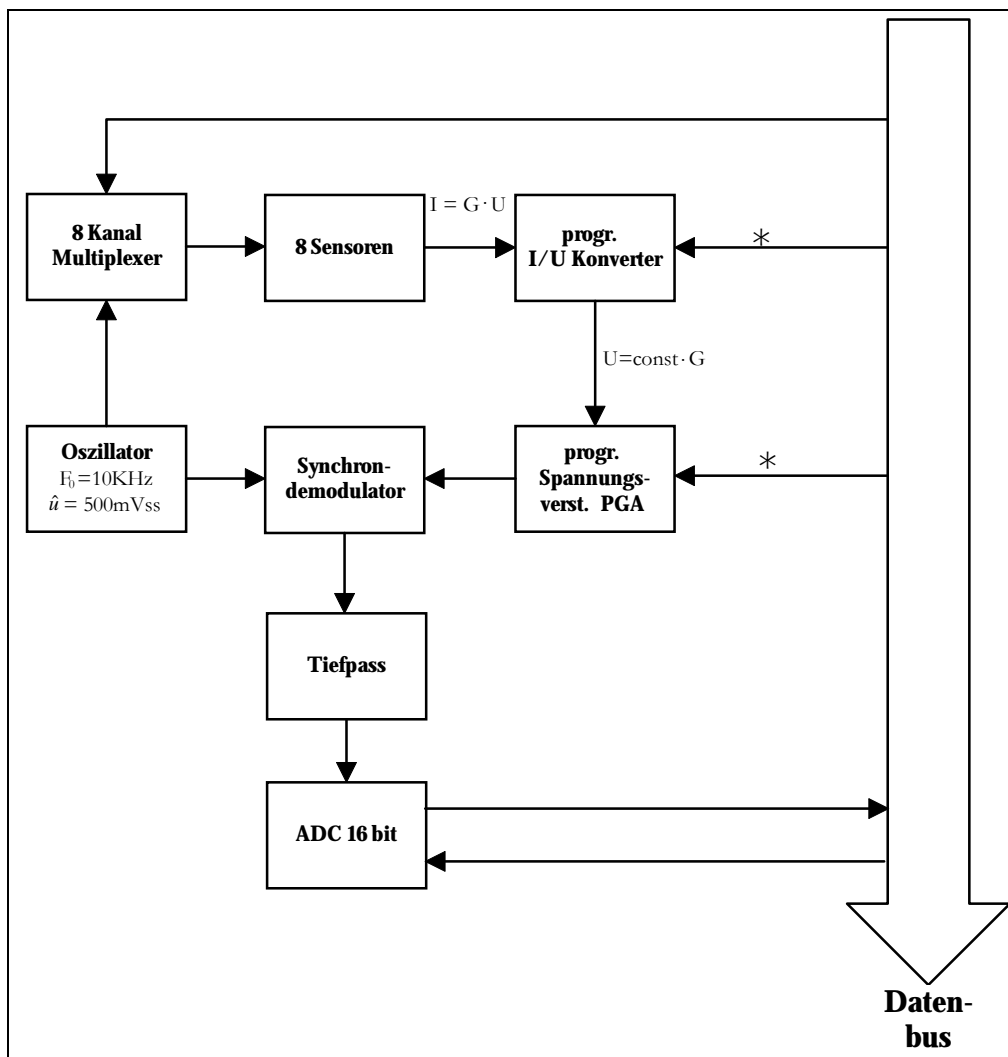 8 Kanal
Multiplexer
8 Sensoren
I = G·U
progr.
I/U Konverter
*
U=const·G
Oszillator
F₀=10KHz
û = 500mVss
Synchron-
demodulator
progr.
Spannungs-
verst. PGA
*
Tiefpass
ADC 16 bit
Daten-
bus